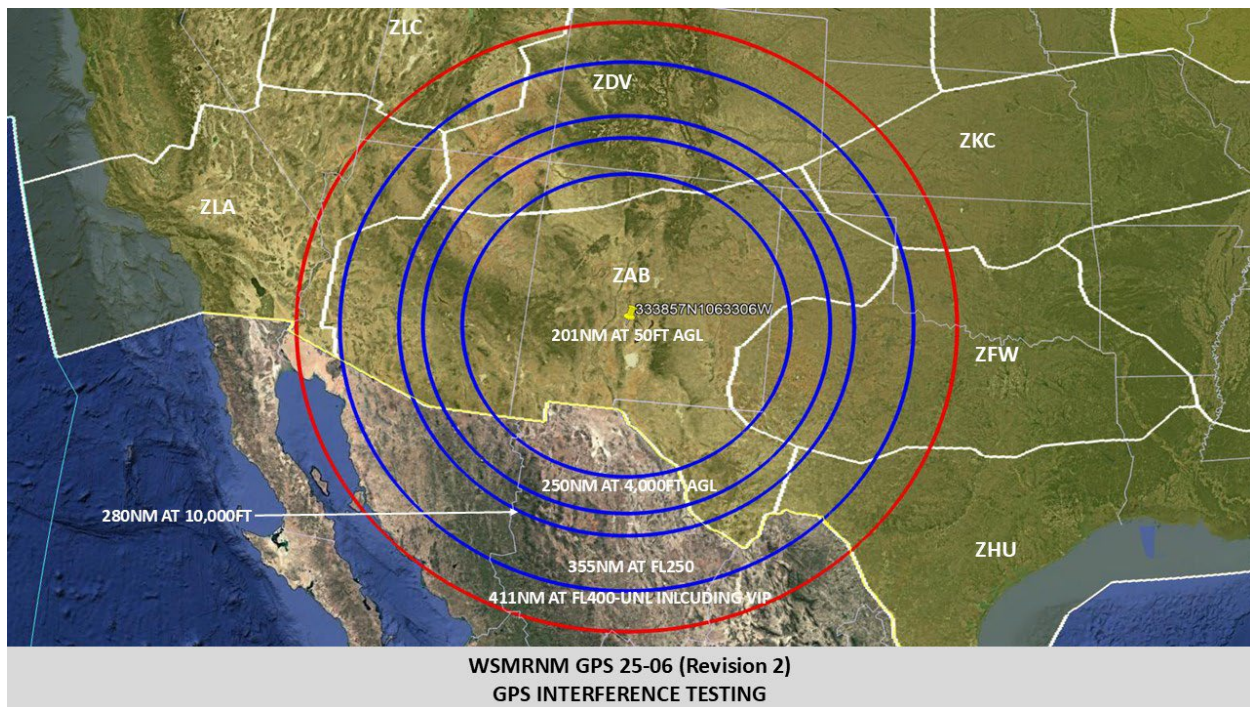 ZLC
ZDV
ZKC
ZLA
ZAB
333857N1063306W
201NM AT 50FT AGL
ZFW
250NM AT 4,000FT AGL
280NM AT 10,000FT
ZHU
355NM AT FL250
411NM AT FL400-UNL INLCUDING VIP
WSMRNM GPS 25-06 (Revision 2)
GPS INTERFERENCE TESTING